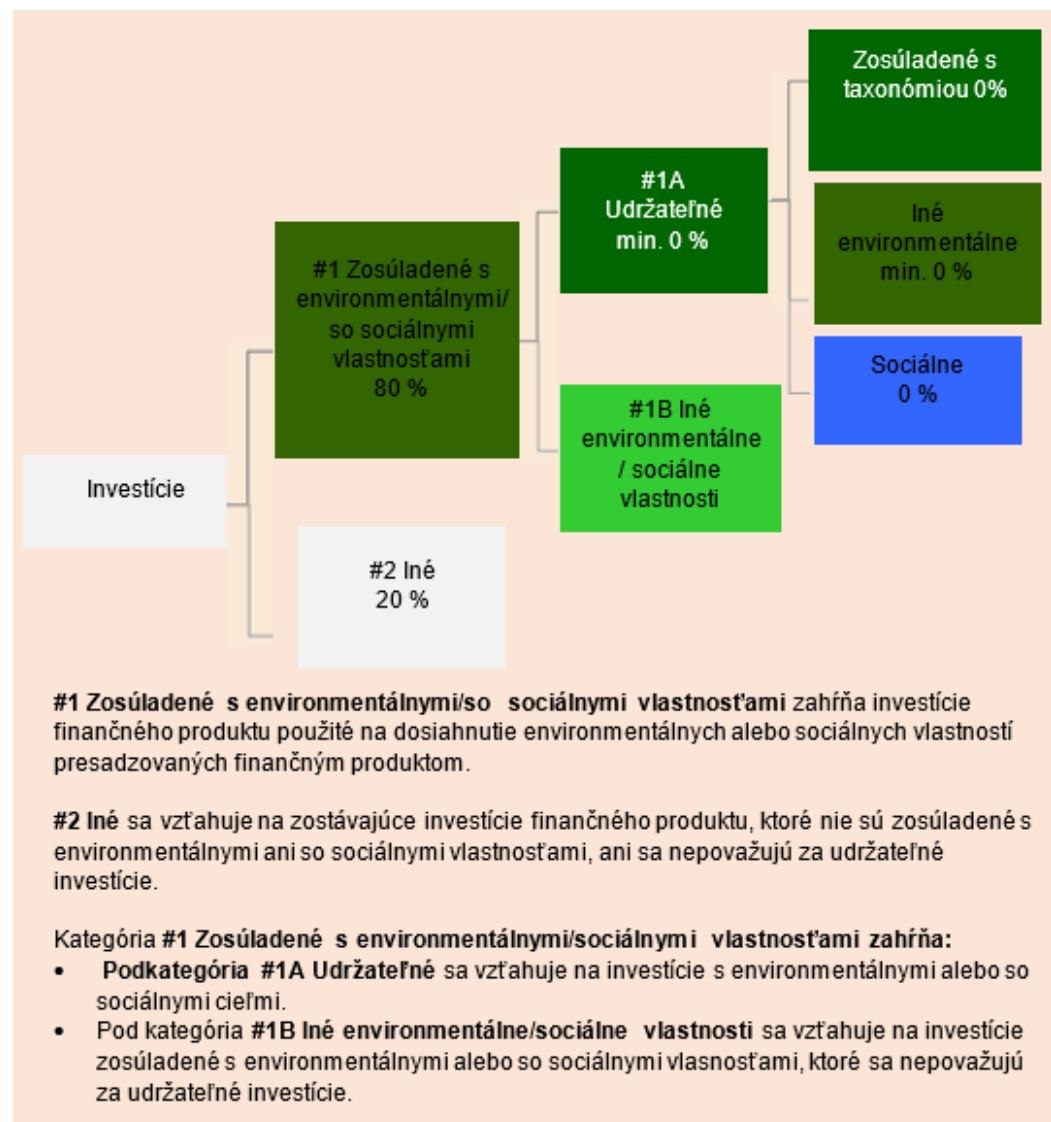 Zosúladené s
taxonómiou 0%
#1A
Udržateľné
min. 0 %
Iné
environmentálne
min. 0 %
#1 Zosúladené s
environmentálnymi/
so sociálnymi
vlastnosťami
80 %
Sociálne
0 %
#1B Iné
environmentálne
/ sociálne
vlastnosti
Investície
#2 Iné
20 %
#1 Zosúladené s environmentálnymi/so sociálnymi vlastnosťami zahŕňa investície
finančného produktu použité na dosiahnutie environmentálnych alebo sociálnych vlastností
presadzovaných finančným produktom.
#2 Iné sa vzťahuje na zostávajúce investície finančného produktu, ktoré nie sú zosúladené s
environmentálnymi ani so sociálnymi vlastnosťami, ani sa nepovažujú za udržateľné
investície.
Kategória #1 Zosúladené s environmentálnymi/sociálnymi vlastnosťami zahŕňa:
• Podkategória #1A Udržateľné sa vzťahuje na investície s environmentálnymi alebo so
sociálnymi cieľmi.
• Pod kategória #1B Iné environmentálne/sociálne vlastnosti sa vzťahuje na investície
zosúladené s environmentálnymi alebo so sociálnymi vlasnosťami, ktoré sa nepovažujú
za udržateľné investície.